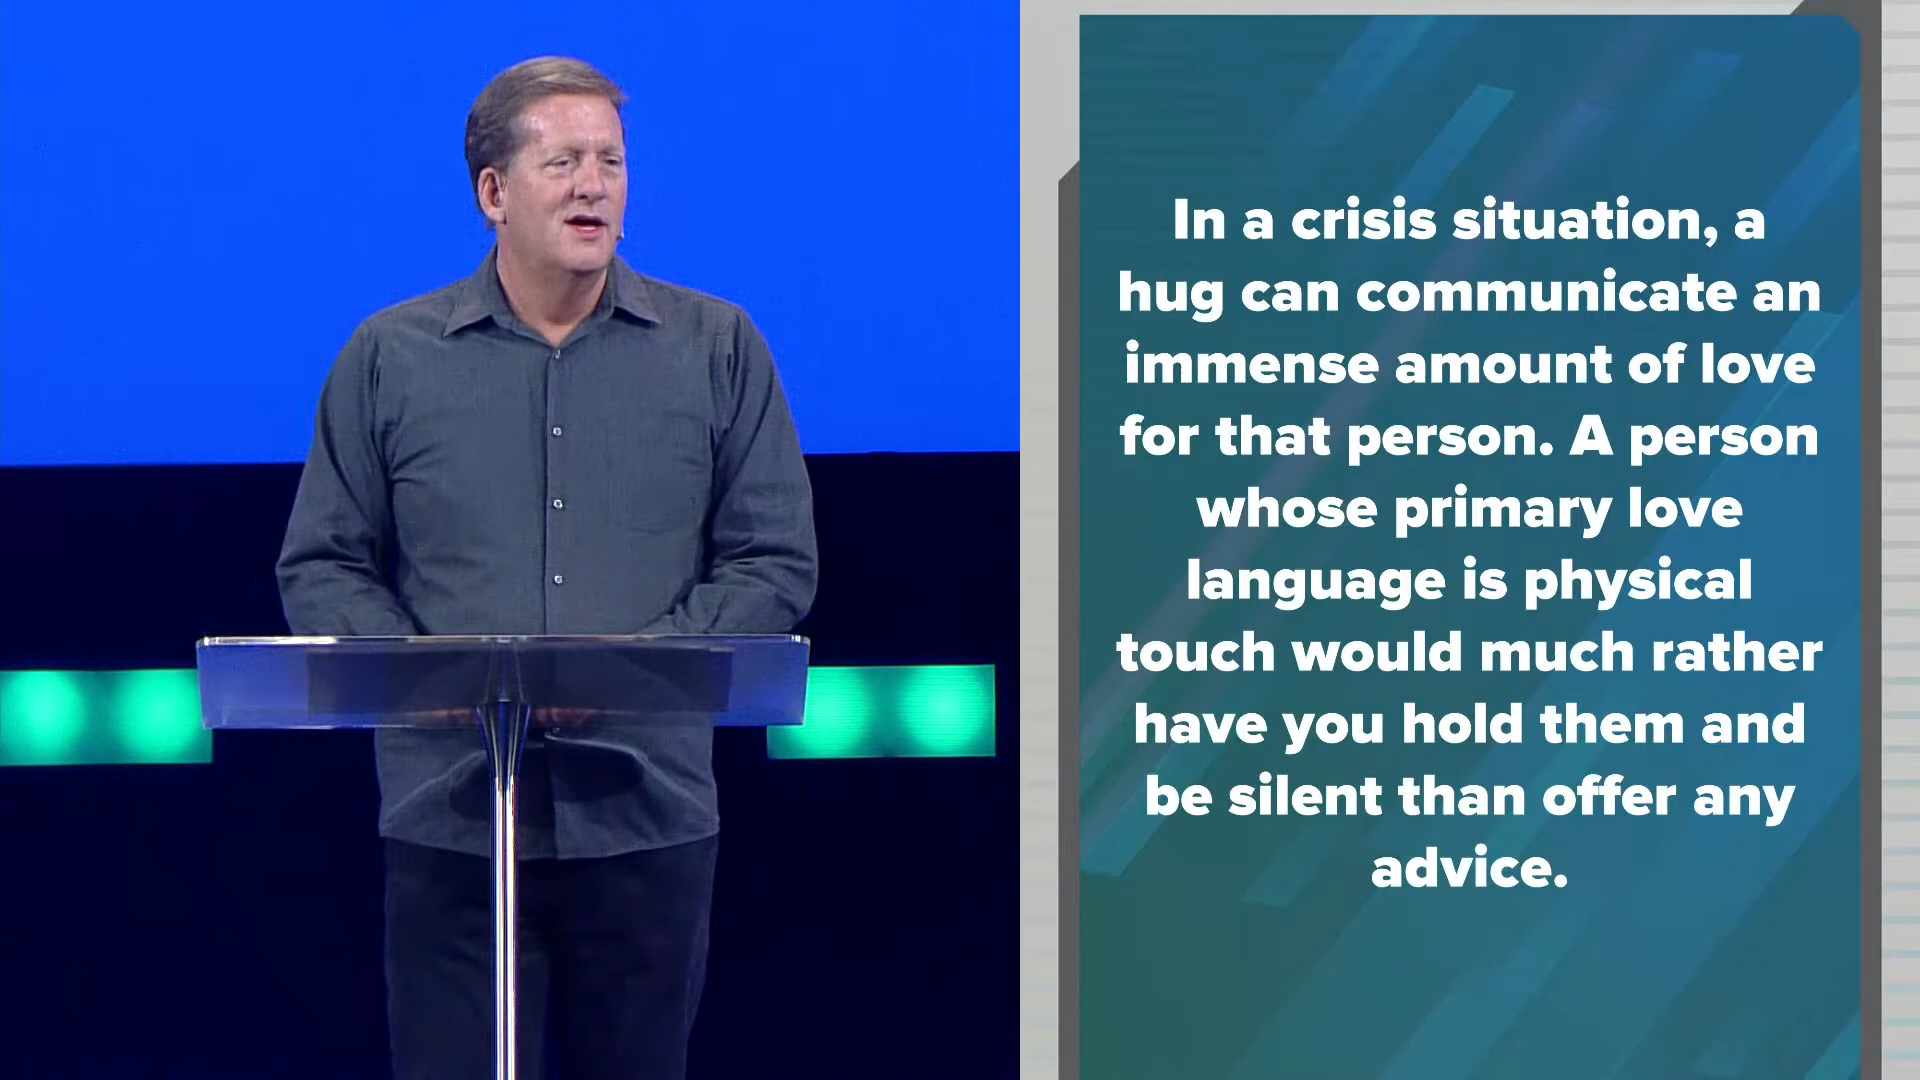 In a crisis situation, a
hug can communicate an
immense amount of love
for that person. A person
whose primary love
language is physical
touch would much rather
have you hold them and
be silent than offer any
advice.